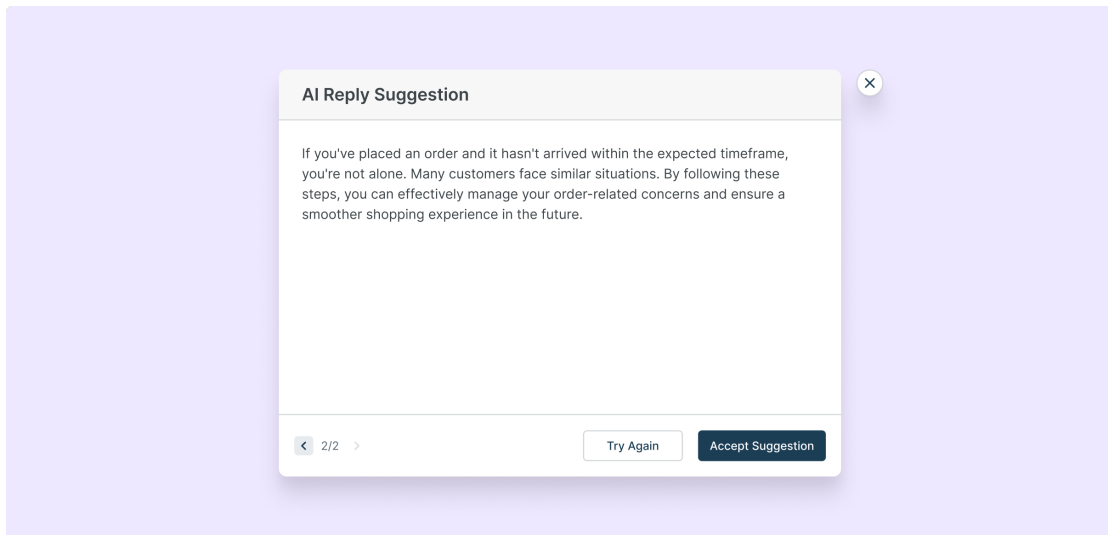 AI Reply Suggestion
If you've placed an order and it hasn't arrived within the expected timeframe,
you're not alone. Many customers face similar situations. By following these
steps, you can effectively manage your order-related concerns and ensure a
smoother shopping experience in the future.
2/2
Try Again
Accept Suggestion